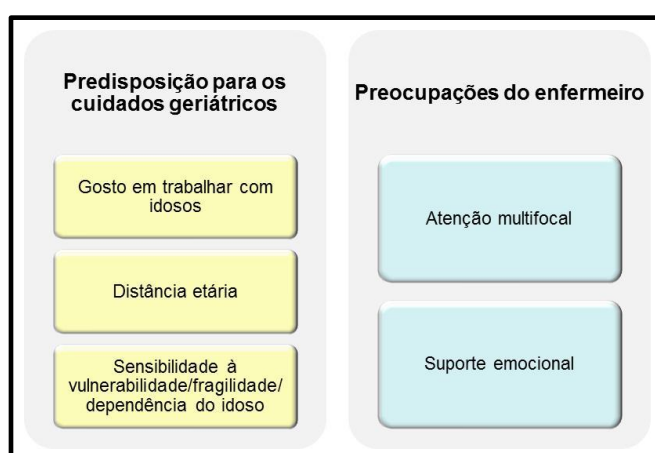 Predisposição para os
cuidados geriátricos
Gosto em trabalhar com
idosos
Distância etária
Sensibilidade à
vulnerabilidade/fragilidade/
dependência do idoso
Preocupações do enfermeiro
Atenção multifocal
Suporte emocional